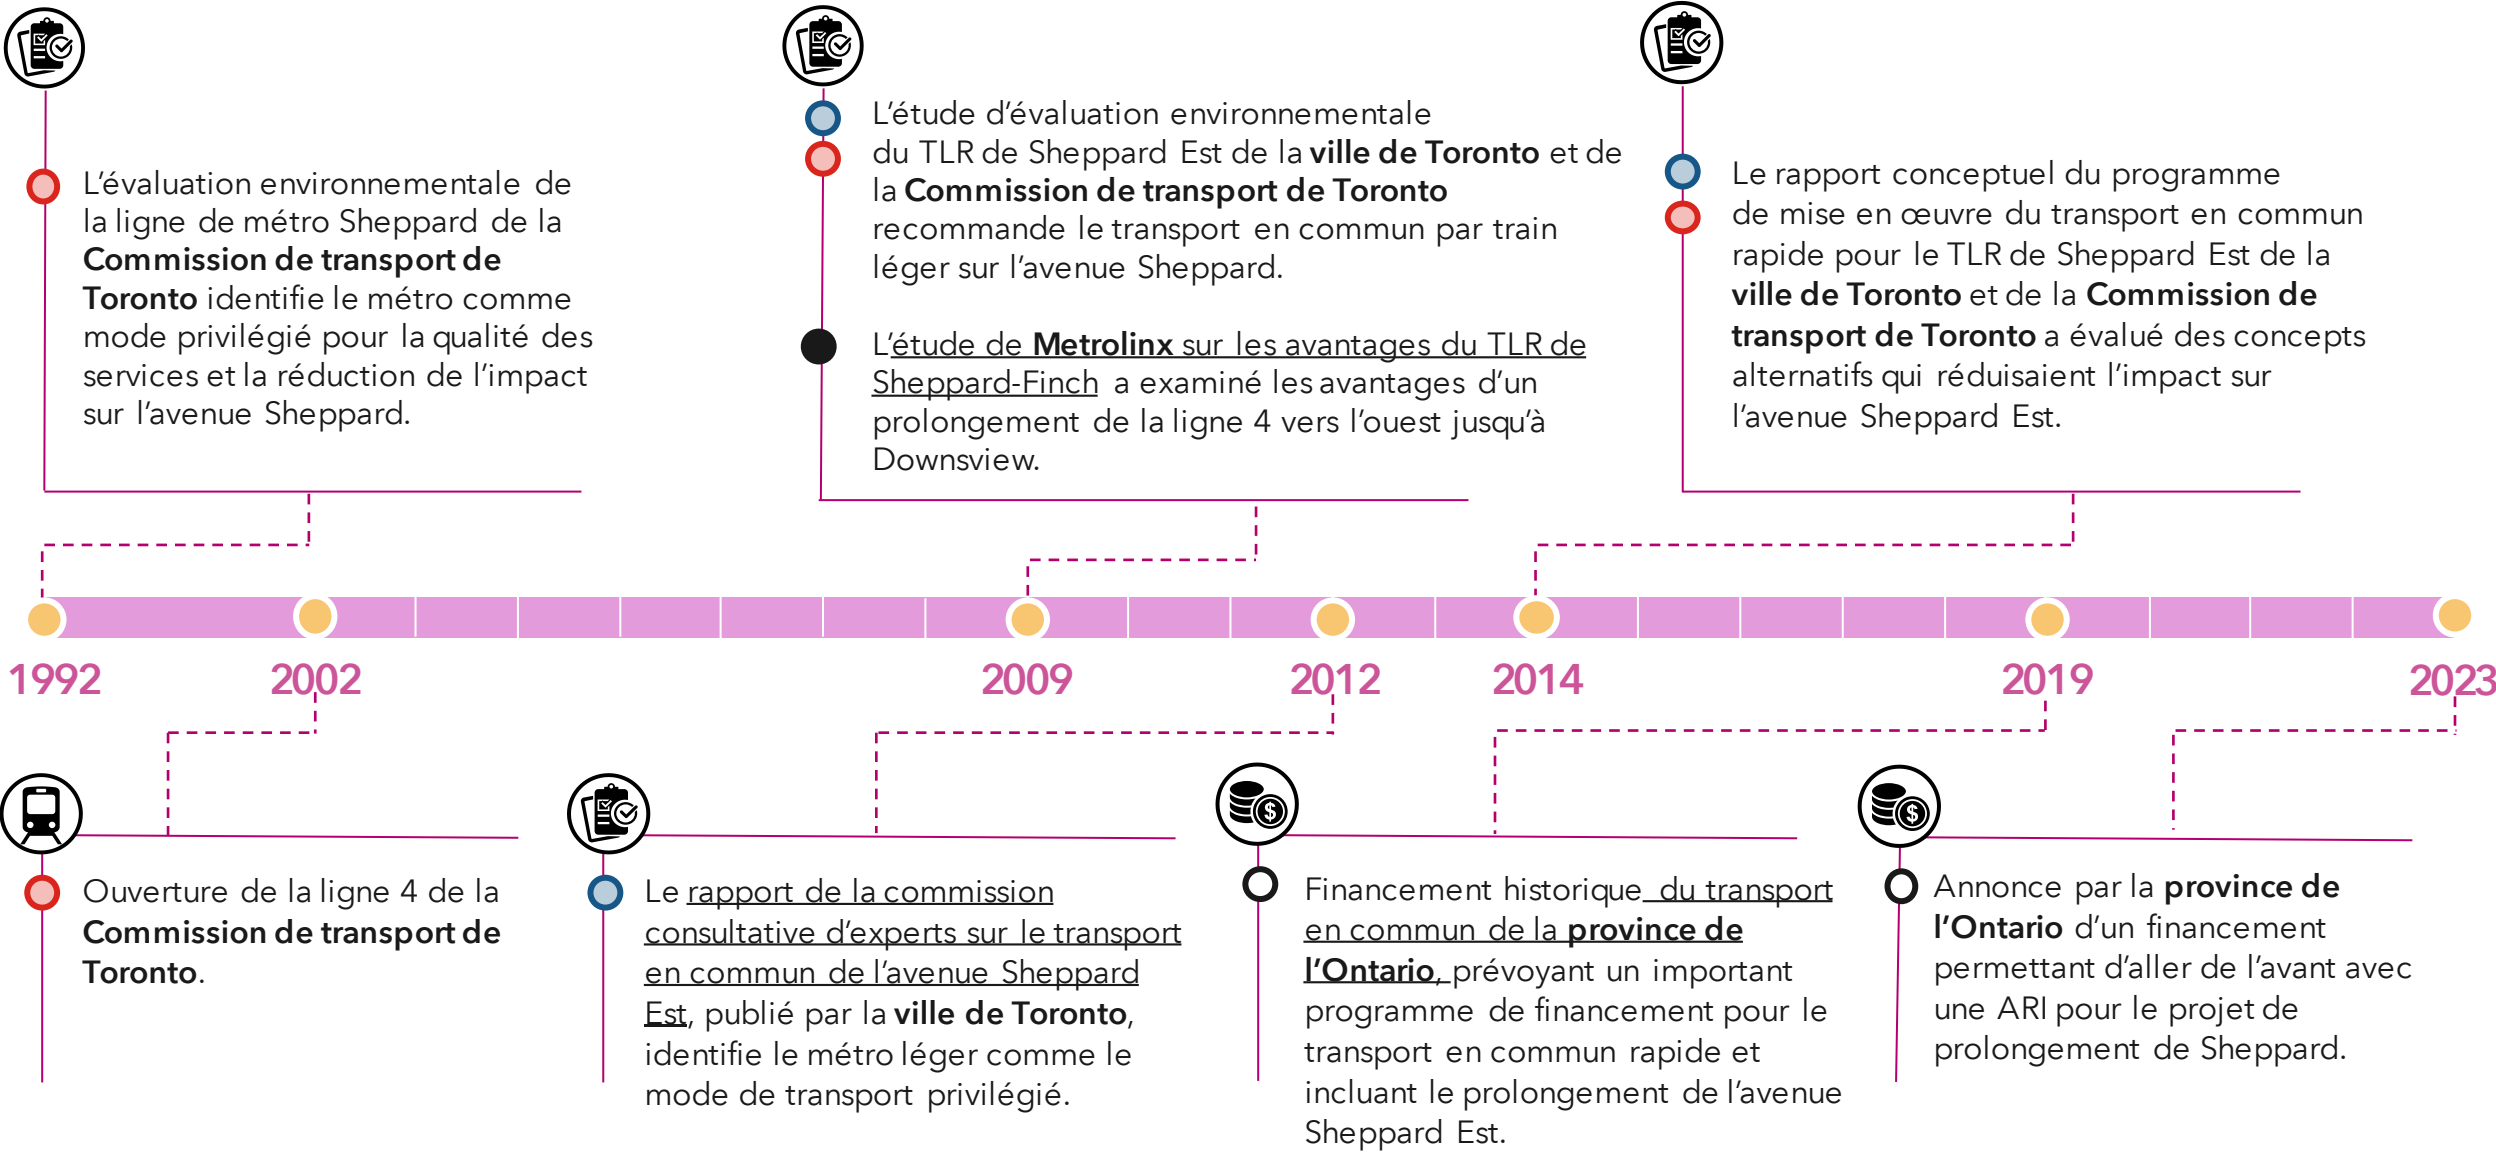 L’évaluation environnementale de
la ligne de métro Sheppard de la
Commission de transport de
Toronto identifie le métro comme
mode privilégié pour la qualité des
services et la réduction de l’impact
sur l’avenue Sheppard.
L’étude d’évaluation environnementale
du TLR de Sheppard Est de la ville de Toronto et de
la Commission de transport de Toronto
recommande le transport en commun par train
léger sur l’avenue Sheppard.
L’étude de Metrolinx sur les avantages du TLR de
Sheppard-Finch a examiné les avantages d’un
prolongement de la ligne 4 vers l’ouest jusqu’à
Downsview.
Le rapport conceptuel du programme
de mise en œuvre du transport en commun
rapide pour le TLR de Sheppard Est de la
ville de Toronto et de la Commission de
transport de Toronto a évalué des concepts
alternatifs qui réduisaient l’impact sur
l’avenue Sheppard Est.
1992
2002
2009
2012
2014
2019
2023
Ouverture de la ligne 4 de la
Commission de transport de
Toronto.
Le rapport de la commission
consultative d’experts sur le transport
en commun de l’avenue Sheppard
Est, publié par la ville de Toronto,
identifie le métro léger comme le
mode de transport privilégié.
Financement historique du transport
en commun de la province de
l’Ontario, prévoyant un important
programme de financement pour le
transport en commun rapide et
incluant le prolongement de l’avenue
Sheppard Est.
Annonce par la province de
l’Ontario d’un financement
permettant d’aller de l’avant avec
une ARI pour le projet de
prolongement de Sheppard.